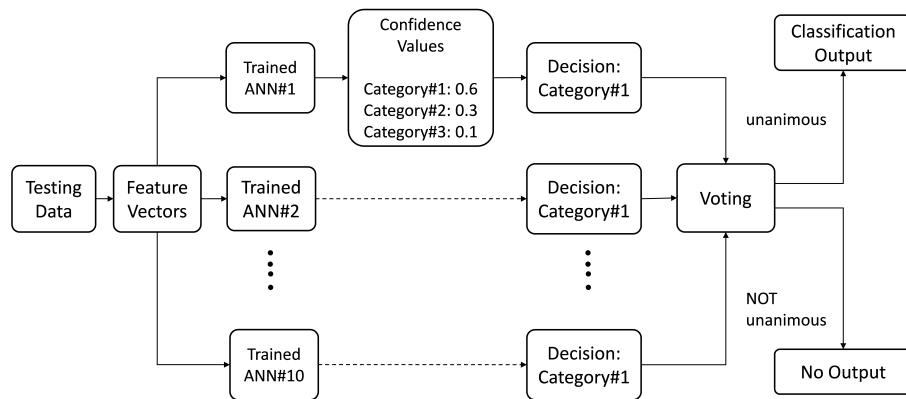 Testing
Data
Feature
Vectors
Trained
ANN#1
Confidence
Values
Category#1: 0.6
Category#2: 0.3
Category#3: 0.1
Decision:
Category#1
Trained
ANN#2
Decision:
Category#1
Trained
ANN#10
Decision:
Category#1
Voting
unanimous
Classification
Output
NOT
unanimous
No Output